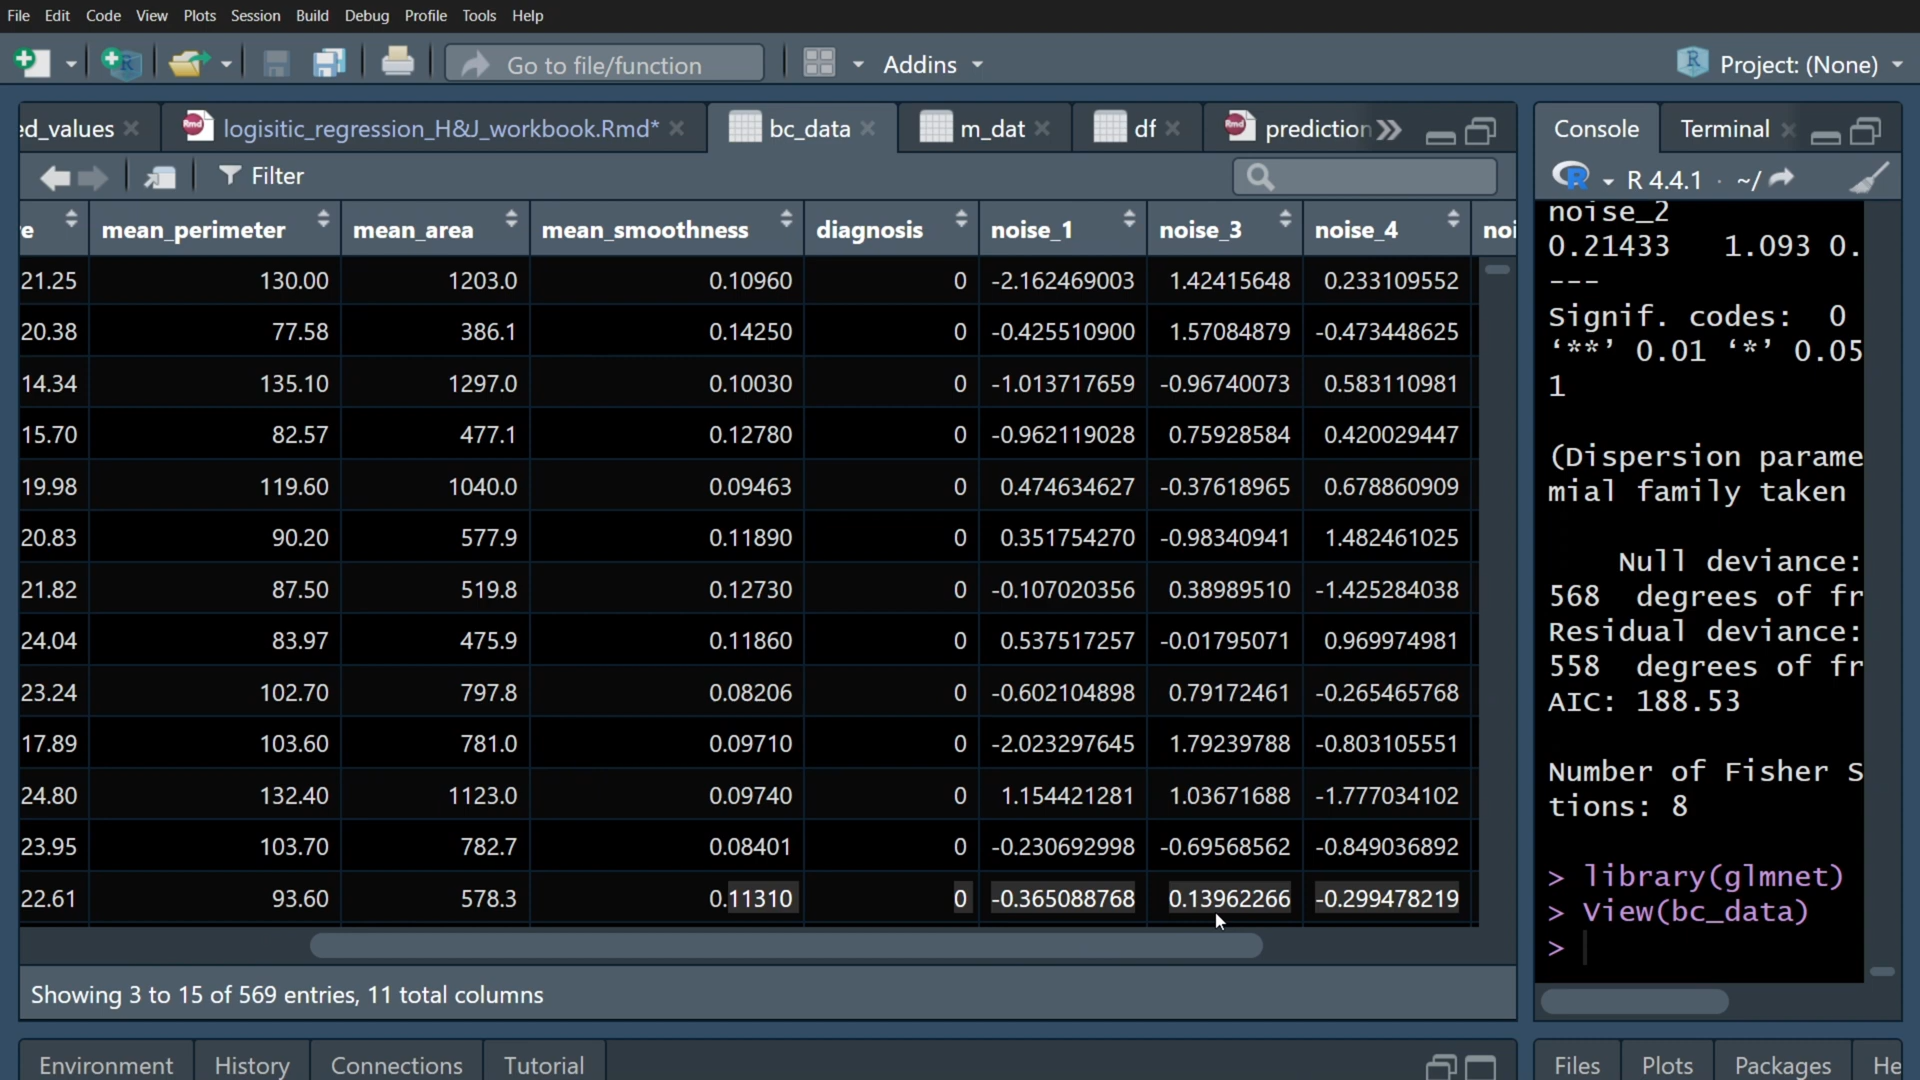 File Edit Code View Plots Session Build Debug Profile Tools Help
Go to file/function Addins Project: (None)
ed_values logisitic_regression_H&J_workbook.Rmd* bc_data m_dat df prediction
Filter
e mean_perimeter mean_area mean_smoothness diagnosis noise_1 noise_3 noise_4 noi
21.25 130.00 1203.0 0.10960 0 -2.162469003 1.42415648 0.233109552
20.38 77.58 386.1 0.14250 0 -0.425510900 1.57084879 -0.473448625
14.34 135.10 1297.0 0.10030 0 -1.013717659 -0.96740073 0.583110981
15.70 82.57 477.1 0.12780 0 -0.962119028 0.75928584 0.420029447
19.98 119.60 1040.0 0.09463 0 0.474634627 -0.37618965 0.678860909
20.83 90.20 577.9 0.11890 0 0.351754270 -0.98340941 1.482461025
21.82 87.50 519.8 0.12730 0 -0.107020356 0.38989510 -1.425284038
24.04 83.97 475.9 0.11860 0 0.537517257 -0.01795071 0.969974981
23.24 102.70 797.8 0.08206 0 -0.602104898 0.79172461 -0.265465768
17.89 103.60 781.0 0.09710 0 -2.023297645 1.79239788 -0.803105551
24.80 132.40 1123.0 0.09740 0 1.154421281 1.03671688 -1.777034102
23.95 103.70 782.7 0.08401 0 -0.230692998 -0.69568562 -0.849036892
22.61 93.60 578.3 0.11310 0 -0.365088768 0.13962266 -0.299478219
Showing 3 to 15 of 569 entries, 11 total columns
Environment History Connections Tutorial
Console Terminal
R 4.4.1 · ~/
noise_2
0.21433 1.093 0.
---
Signif. codes: 0
‘**’ 0.01 ‘*’ 0.05
1
(Dispersion parame
mial family taken
Null deviance:
568 degrees of fr
Residual deviance:
558 degrees of fr
AIC: 188.53
Number of Fisher S
tions: 8
> library(glmnet)
> View(bc_data)
>
Files Plots Packages He